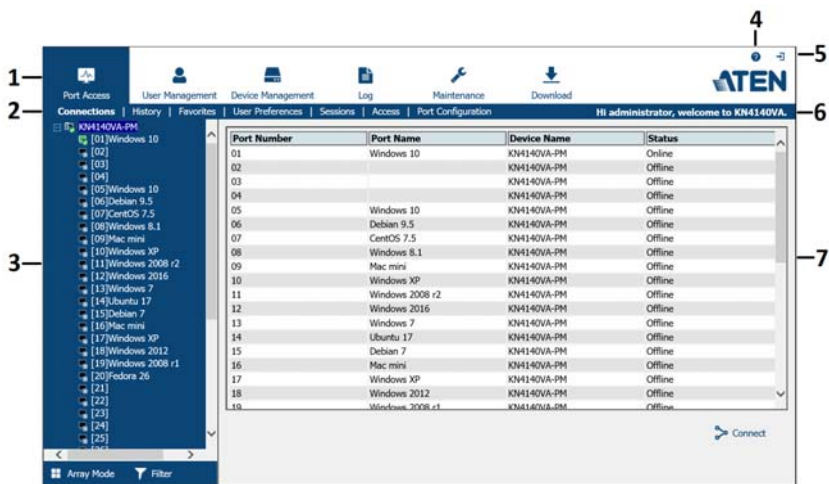 4
1
5
ATEN
Port Access
User Management
Device Management
Log
Maintenance
Download
2
Connections | History | Favorites | User Preferences | Sessions | Access | Port Configuration
Hi administrator, welcome to KN4140VA.
6
3
KN4140VA-PM
[01]Windows 10
[02]
[03]
[04]
[05]Windows 10
[06]Debian 9.5
[07]CentOS 7.5
[08]Windows 8.1
[09]Mac mini
[10]Windows XP
[11]Windows 2008 r2
[12]Windows 2016
[13]Windows 7
[14]Ubuntu 17
[15]Debian 7
[16]Mac mini
[17]Windows XP
[18]Windows 2012
[19]Windows 2008 r1
[20]Fedora 26
[21]
[22]
[23]
[24]
[25]
Array Mode
Filter
Port Number Port Name Device Name Status
01 Windows 10 KN4140VA-PM Online
02 KN4140VA-PM Offline
03 KN4140VA-PM Offline
04 KN4140VA-PM Offline
05 Windows 10 KN4140VA-PM Offline
06 Debian 9.5 KN4140VA-PM Offline
07 CentOS 7.5 KN4140VA-PM Offline
08 Windows 8.1 KN4140VA-PM Offline
09 Mac mini KN4140VA-PM Offline
10 Windows XP KN4140VA-PM Offline
11 Windows 2008 r2 KN4140VA-PM Offline
12 Windows 2016 KN4140VA-PM Offline
13 Windows 7 KN4140VA-PM Offline
14 Ubuntu 17 KN4140VA-PM Offline
15 Debian 7 KN4140VA-PM Offline
16 Mac mini KN4140VA-PM Offline
17 Windows XP KN4140VA-PM Offline
18 Windows 2012 KN4140VA-PM Offline
19 Windows 2008 r1 KN4140VA-PM Offline
7
Connect